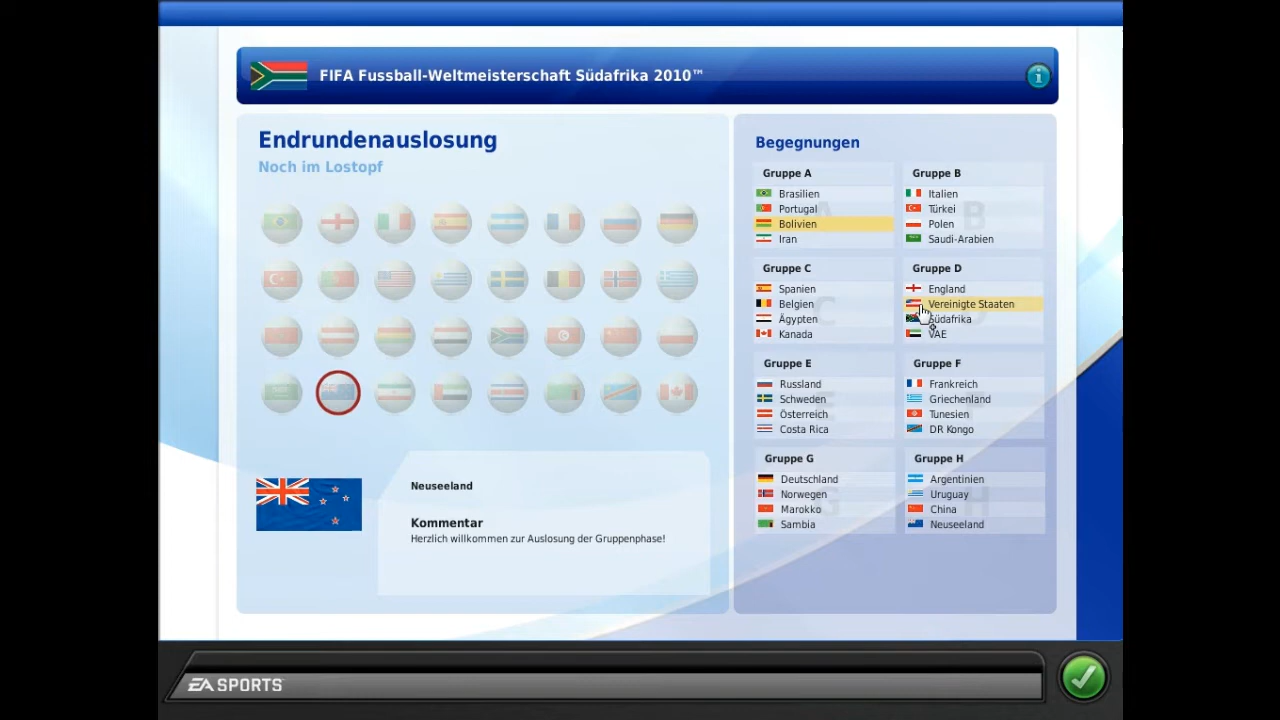 FIFA Fussball-Weltmeisterschaft Südafrika 2010™
Endrundenauslosung
Noch im Lostopf
Neuseeland
Kommentar
Herzlich willkommen zur Auslosung der Gruppenphase!
Begegnungen
Gruppe A
Brasilien
Portugal
Bolivien
Iran
Gruppe B
Italien
Türkei
Polen
Saudi-Arabien
Gruppe C
Spanien
Belgien
Ägypten
Kanada
Gruppe D
England
Vereinigte Staaten
Südafrika
VAE
Gruppe E
Russland
Schweden
Österreich
Costa Rica
Gruppe F
Frankreich
Griechenland
Tunesien
DR Kongo
Gruppe G
Deutschland
Norwegen
Marokko
Sambia
Gruppe H
Argentinien
Uruguay
China
Neuseeland
EA SPORTS